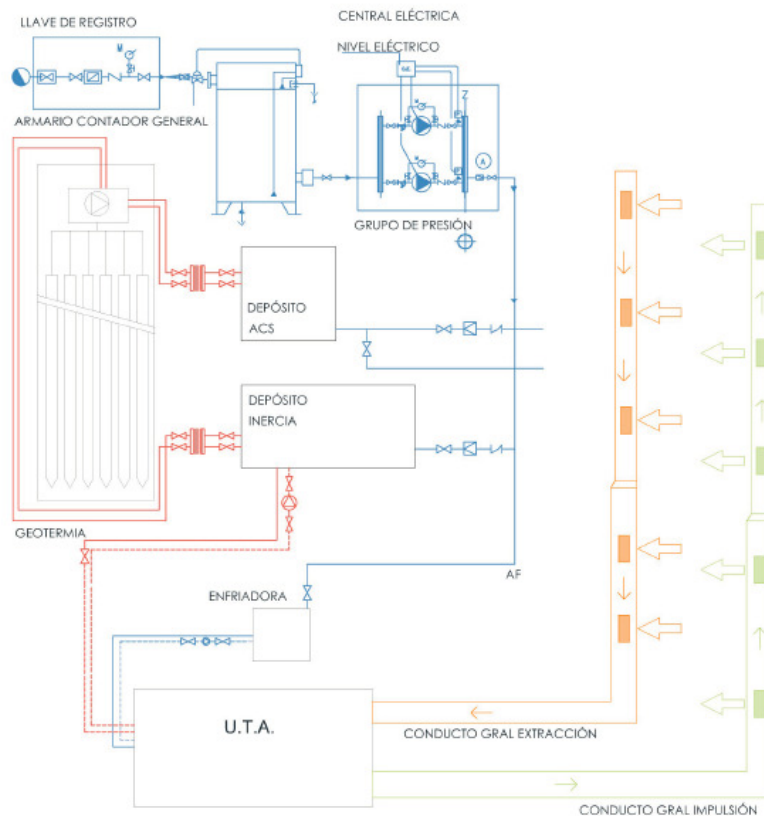 CENTRAL ELÉCTRICA
LLAVE DE REGISTRO
NIVEL ELÉCTRICO
M
ARMARIO CONTADOR GENERAL
Z
A
GRUPO DE PRESIÓN
DEPÓSITO
ACS
DEPÓSITO
INERCIA
GEOTERMIA
AF
ENFRIADORA
U.T.A.
CONDUCTO GRAL EXTRACCIÓN
CONDUCTO GRAL IMPULSIÓN